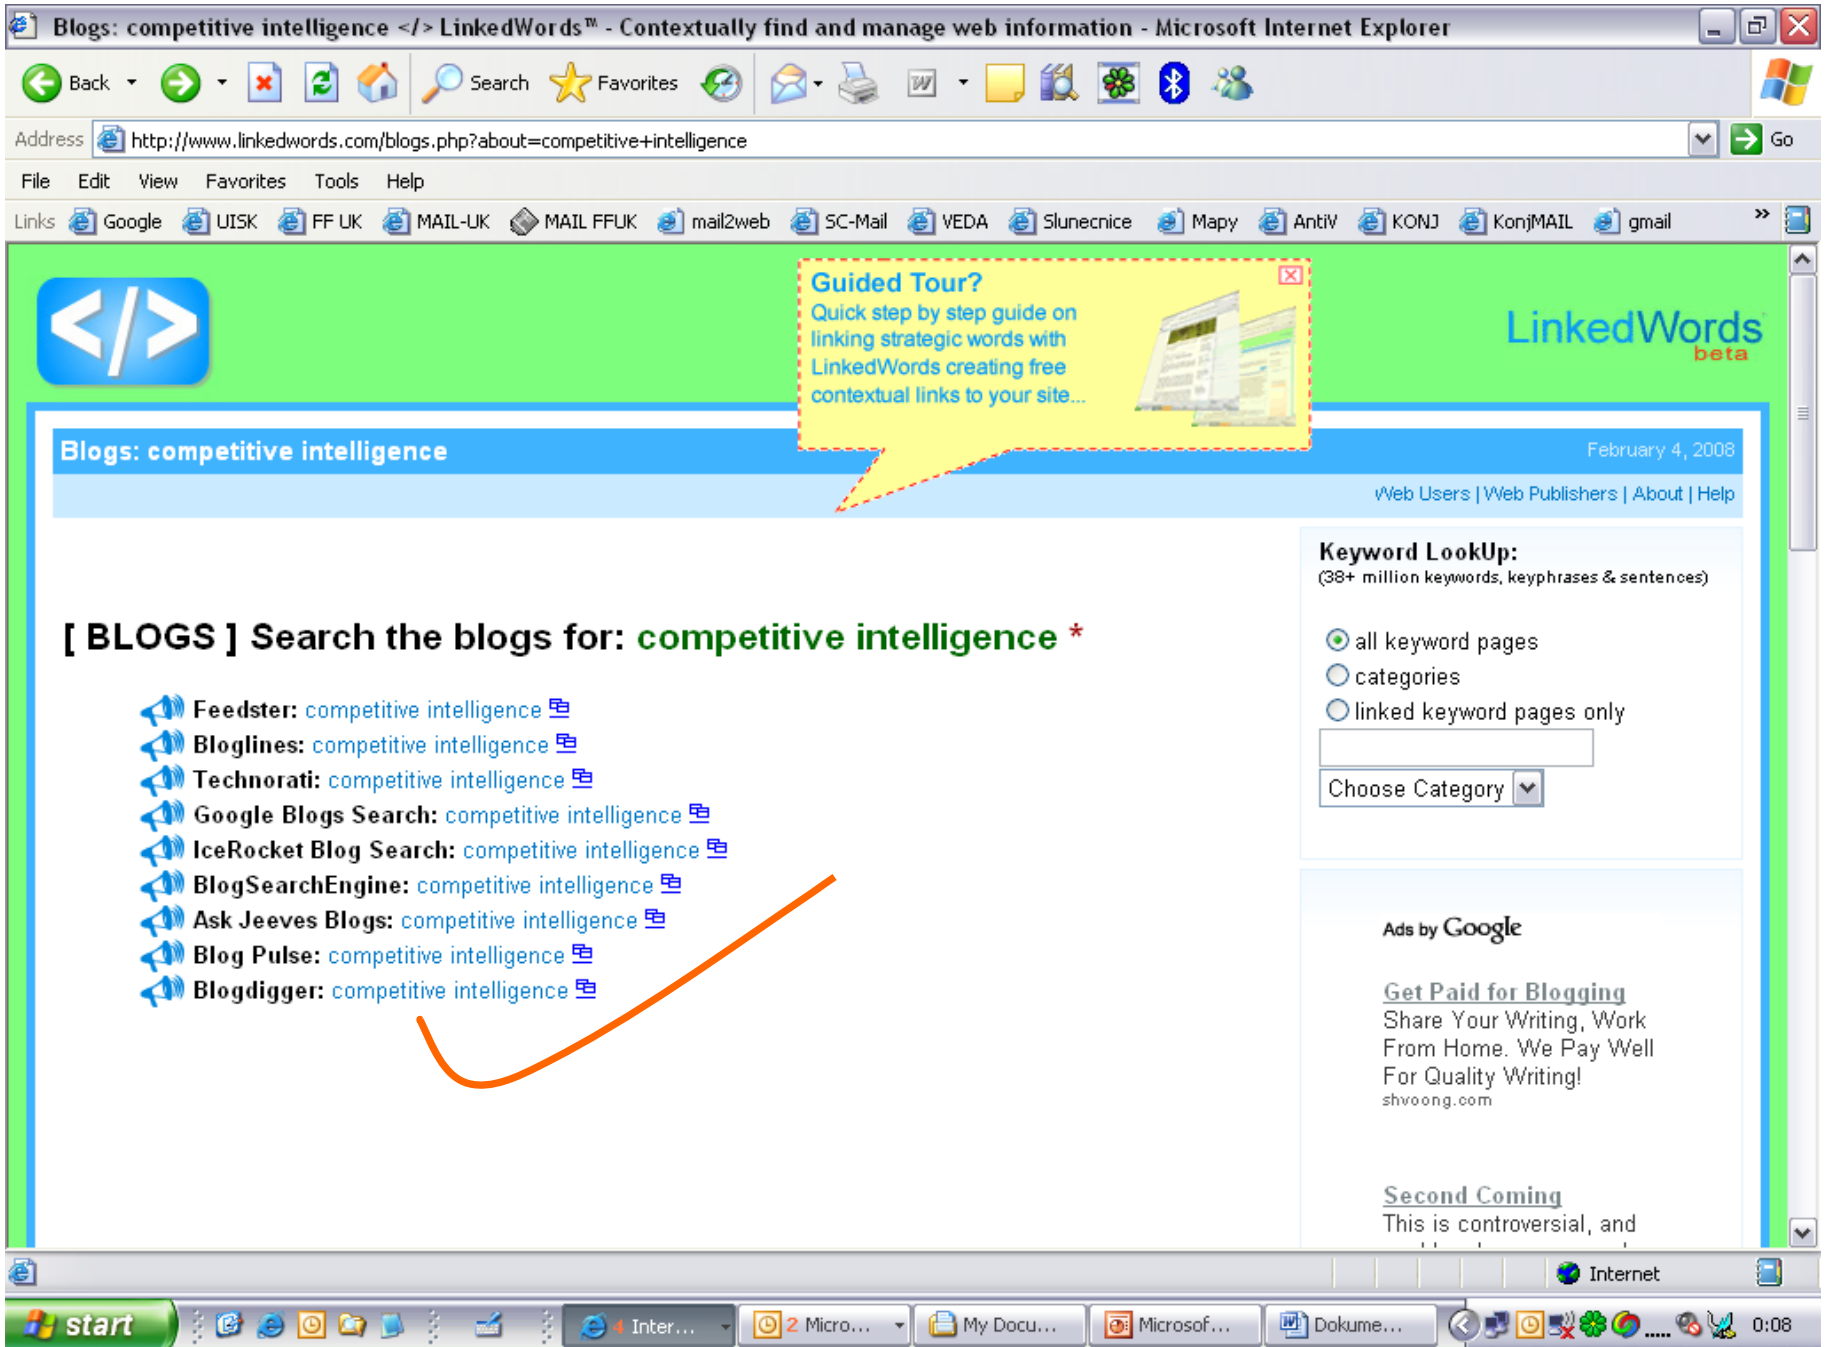 Blogs: competitive intelligence </> LinkedWords™ - Contextually find and manage web information - Microsoft Internet Explorer
Back Search Favorites
Address http://www.linkedwords.com/blogs.php?about=competitive+intelligence Go
File Edit View Favorites Tools Help
Links Google UISK FF UK MAIL-UK MAIL FFUK mail2web SC-Mail VEDA Slunecnice Mapy AntiV KONJ KonjMAIL gmail »
</>
Guided Tour?
Quick step by step guide on
linking strategic words with
LinkedWords creating free
contextual links to your site...
LinkedWords
beta
Blogs: competitive intelligence
February 4, 2008
Web Users | Web Publishers | About | Help
[ BLOGS ] Search the blogs for: competitive intelligence *
Feedster: competitive intelligence
Bloglines: competitive intelligence
Technorati: competitive intelligence
Google Blogs Search: competitive intelligence
IceRocket Blog Search: competitive intelligence
BlogSearchEngine: competitive intelligence
Ask Jeeves Blogs: competitive intelligence
Blog Pulse: competitive intelligence
Blogdigger: competitive intelligence
Keyword LookUp:
(38+ million keywords, keyphrases & sentences)
all keyword pages
categories
linked keyword pages only
Choose Category
Ads by Google
Get Paid for Blogging
Share Your Writing, Work
From Home. We Pay Well
For Quality Writing!
shvoong.com
Second Coming
This is controversial, and
Internet
start 4 Inter... 2 Micro... My Docu... Microsof... Dokume... 0:08